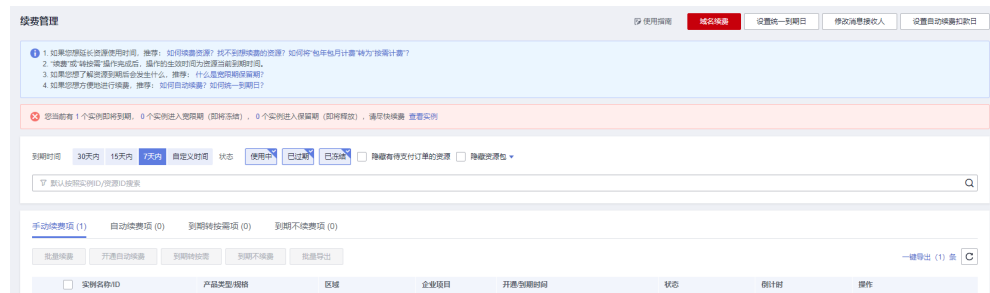 续费管理
使用指南
域名续费
设置统一到期日
修改消息接收人
设置自动续费扣款日
1. 如果您想延长资源使用时间，推荐： 如何续费资源？找不到想续费的资源？如何将“包年包月计费”转为“按需计费”？
2. “续费”或“转按需”操作完成后，操作的生效时间为资源当前到期时间。
3. 如果您想了解资源到期后会发生什么，推荐： 什么是宽限期保留期？
4. 如果您想方便地进行续费，推荐： 如何自动续费？如何统一到期日？
您当前有 1 个实例即将到期， 0 个实例进入宽限期（即将冻结）， 0 个实例进入保留期（即将释放），请尽快续费 查看实例
到期时间 30天内 15天内 7天内 自定义时间 状态 使用中 已过期 已冻结 隐藏有待支付订单的资源 隐藏资源包
默认按照实例ID/资源ID搜索
手动续费项 (1) 自动续费项 (0) 到期转按需项 (0) 到期不续费项 (0)
批量续费 开通自动续费 到期转按需 到期不续费 批量导出 一键导出（1）条
实例名称/ID 产品类型/规格 区域 企业项目 开通/到期时间 状态 倒计时 操作